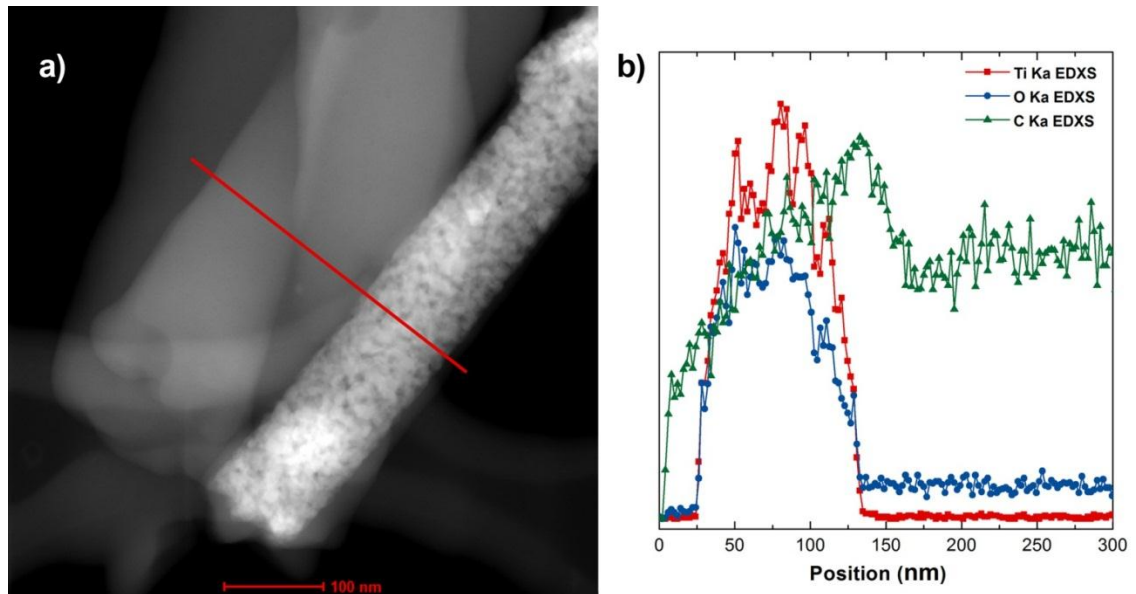 a)
100 nm
b)
Ti Ka EDXS
O Ka EDXS
C Ka EDXS
0 50 100 150 200 250 300
Position (nm)